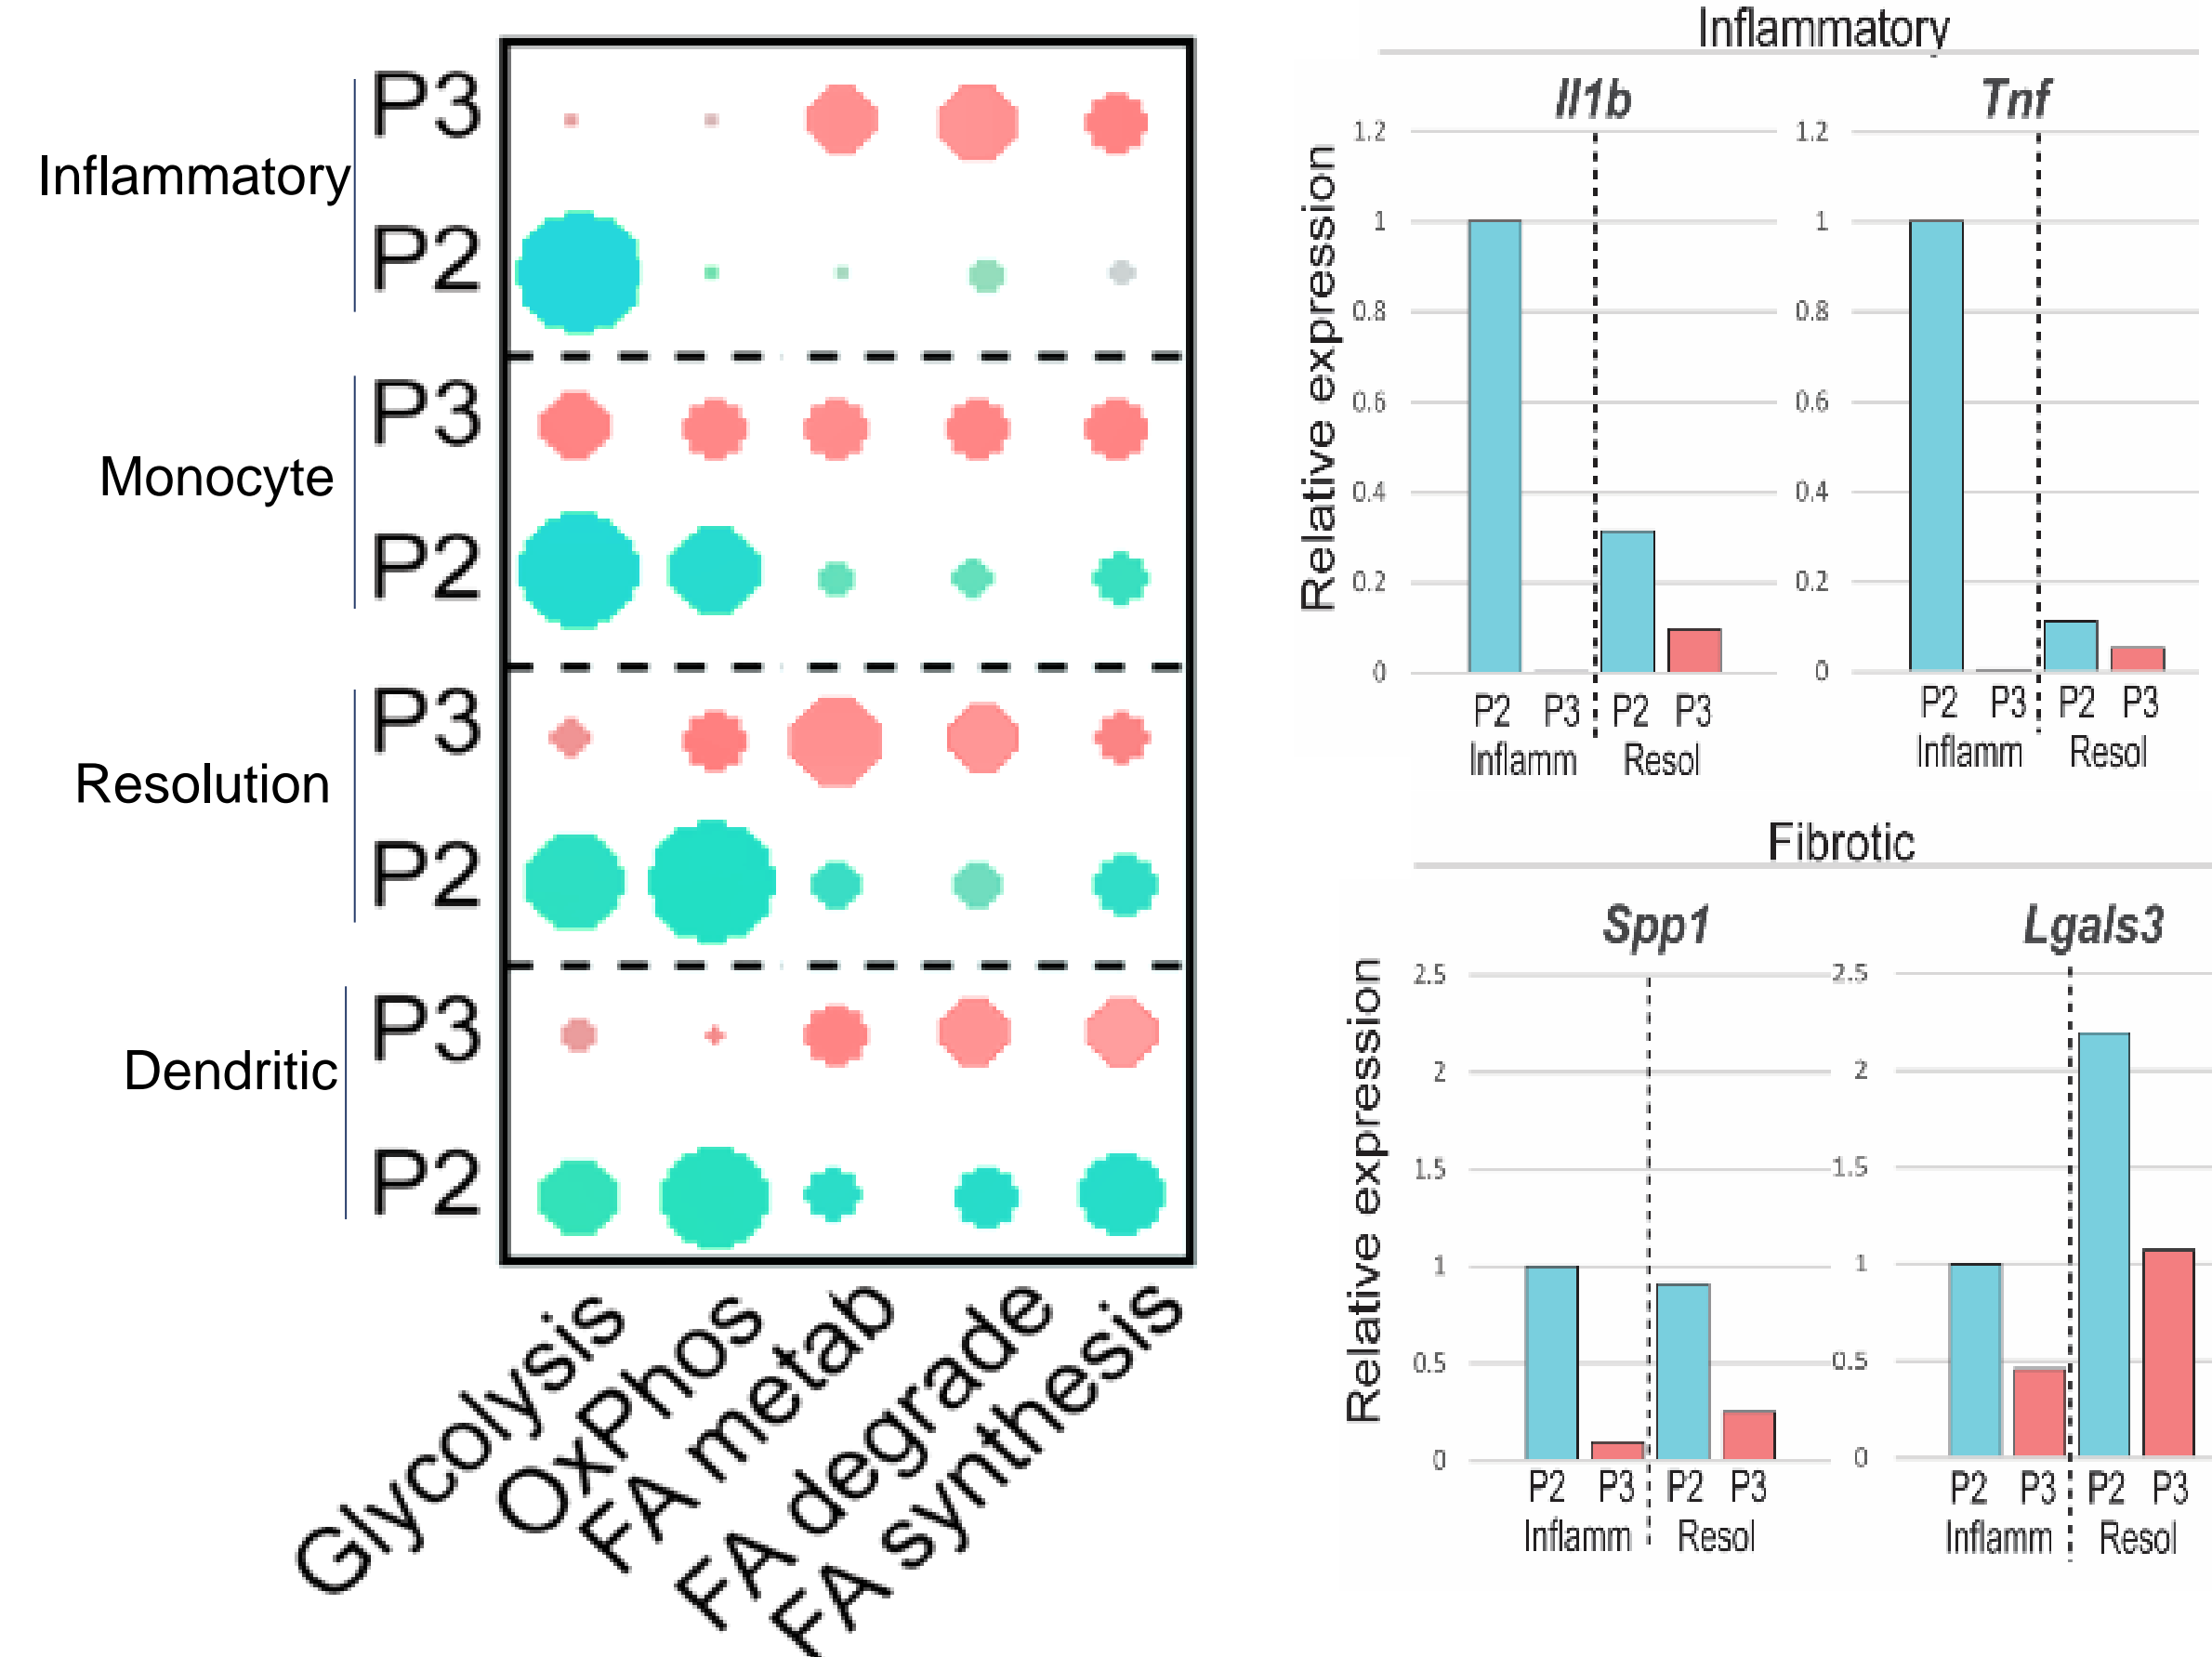 P3
Inflammatory
P2
P3
Monocyte
P2
P3
Resolution
P2
P3
Dendritic
P2
Glycolysis
OxPhos
FA metab
FA degrade
FA synthesis
Inflammatory
Il1b
Tnf
Relative expression
1.2
1
0.8
0.6
0.4
0.2
0
P2 P3 P2 P3
Inflamm Resol
1.2
1
0.8
0.6
0.4
0.2
0
P2 P3 P2 P3
Inflamm Resol
Fibrotic
Spp1
Lgals3
Relative expression
2.5
2
1.5
1
0.5
0
P2 P3 P2 P3
Inflamm Resol
2.5
2
1.5
1
0.5
0
P2 P3 P2 P3
Inflamm Resol